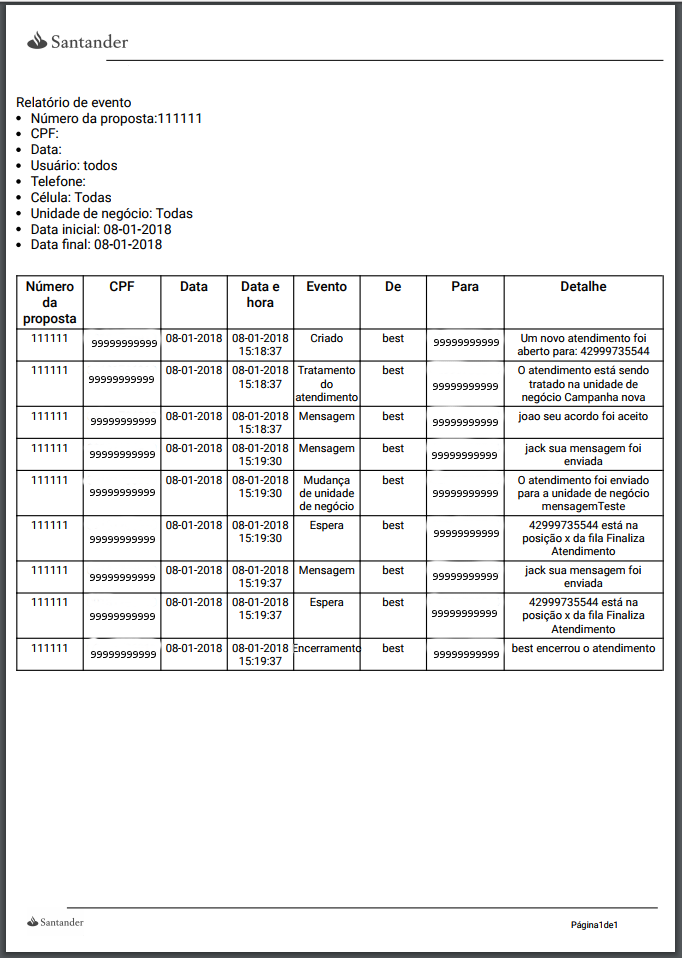 Santander
Relatório de evento
• Número da proposta:111111
• CPF:
• Data:
• Usuário: todos
• Telefone:
• Célula: Todas
• Unidade de negócio: Todas
• Data inicial: 08-01-2018
• Data final: 08-01-2018
Número da proposta CPF Data Data e hora Evento De Para Detalhe
111111 99999999999 08-01-2018 08-01-2018 15:18:37 Criado best 99999999999 Um novo atendimento foi aberto para: 42999735544
111111 99999999999 08-01-2018 08-01-2018 15:18:37 Tratamento do atendimento best 99999999999 O atendimento está sendo tratado na unidade de negócio Campanha nova
111111 99999999999 08-01-2018 08-01-2018 15:18:37 Mensagem best 99999999999 joao seu acordo foi aceito
111111 99999999999 08-01-2018 08-01-2018 15:19:30 Mensagem best 99999999999 jack sua mensagem foi enviada
111111 99999999999 08-01-2018 08-01-2018 15:19:30 Mudança de unidade de negócio best 99999999999 O atendimento foi enviado para a unidade de negócio mensagemTeste
111111 99999999999 08-01-2018 08-01-2018 15:19:30 Espera best 99999999999 42999735544 está na posição x da fila Finaliza Atendimento
111111 99999999999 08-01-2018 08-01-2018 15:19:37 Mensagem best 99999999999 jack sua mensagem foi enviada
111111 99999999999 08-01-2018 08-01-2018 15:19:37 Espera best 99999999999 42999735544 está na posição x da fila Finaliza Atendimento
111111 99999999999 08-01-2018 08-01-2018 15:19:37 Encerramento best 99999999999 best encerrou o atendimento
Santander
Página1de1